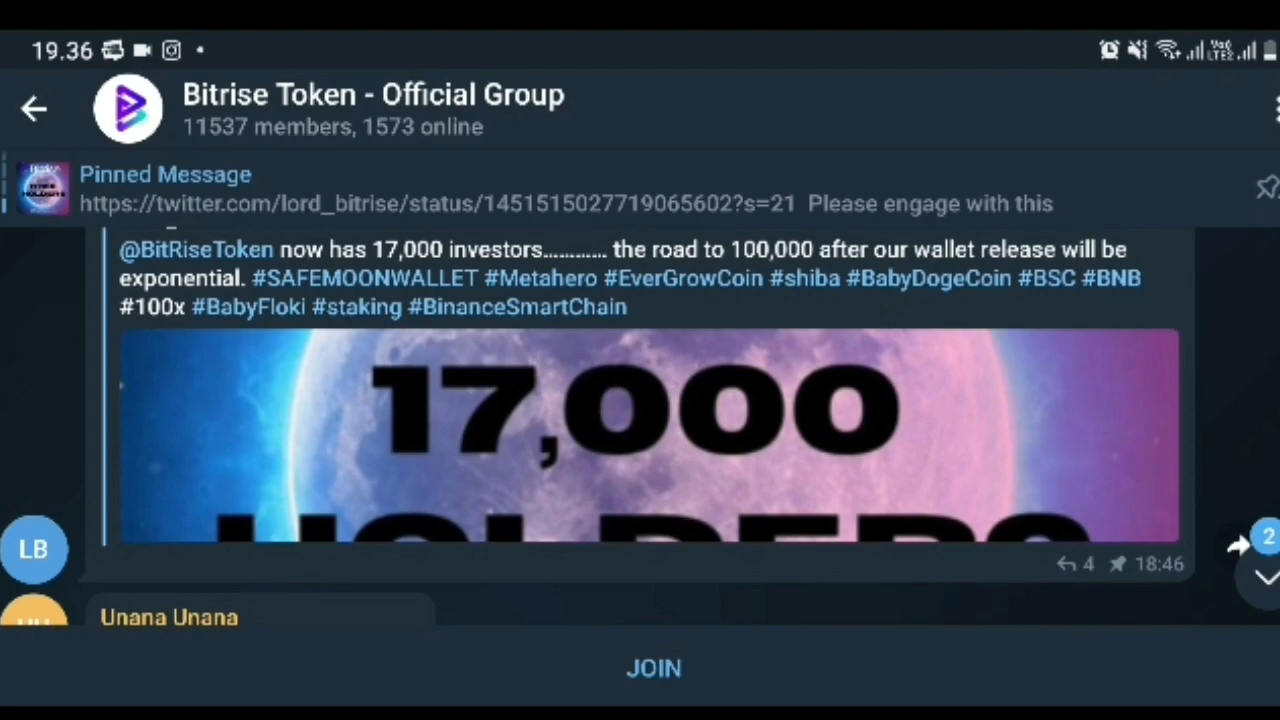 19.36
Bitrise Token - Official Group
11537 members, 1573 online
Pinned Message
https://twitter.com/lord_bitrise/status/1451515027719065602?s=21 Please engage with this
@BitRiseToken now has 17,000 investors............ the road to 100,000 after our wallet release will be
exponential. #SAFEMOONWALLET #Metahero #EverGrowCoin #shiba #BabyDogeCoin #BSC #BNB
#100x #BabyFloki #staking #BinanceSmartChain
17,000
HOLDERS
LB
2
4 18:46
Unana Unana
JOIN